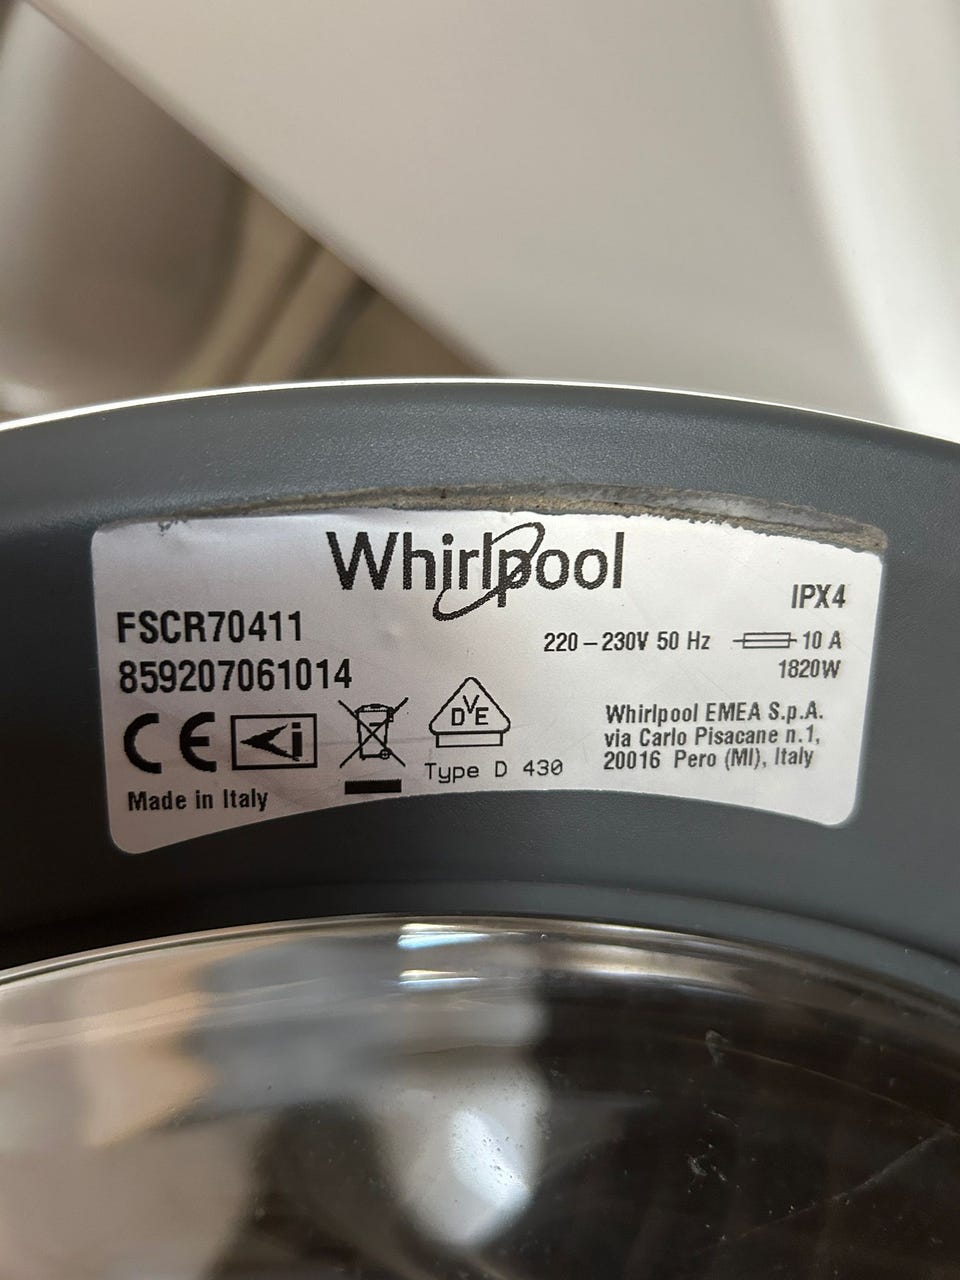 Whirlpool
IPX4
FSCR70411
220-230V 50 Hz 10 A
859207061014
1820W
CE
i
DVE
Type D 430
Whirlpool EMEA S.p.A.
via Carlo Pisacane n.1,
20016 Pero (MI), Italy
Made in Italy